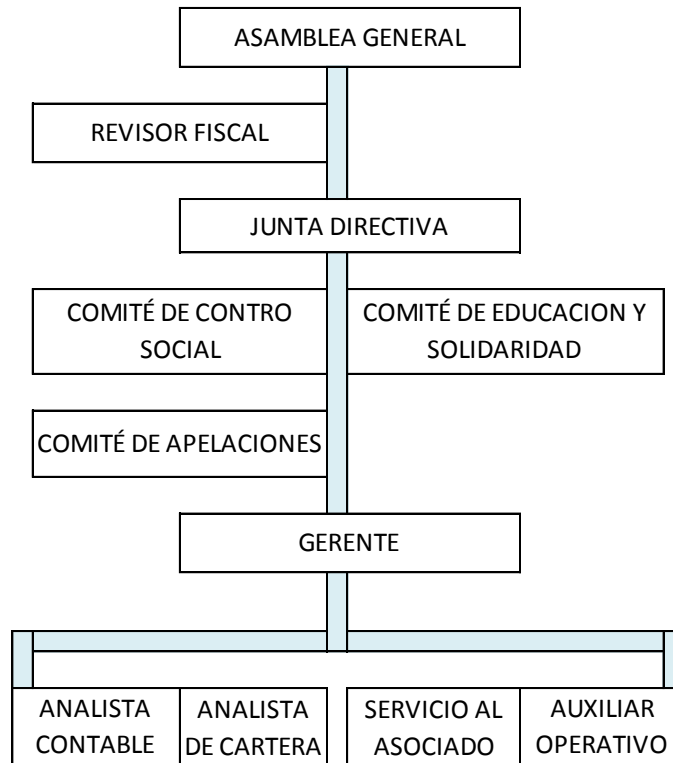 ASAMBLEA GENERAL
REVISOR FISCAL
JUNTA DIRECTIVA
COMITÉ DE CONTRO
SOCIAL
COMITÉ DE EDUCACION Y
SOLIDARIDAD
COMITÉ DE APELACIONES
GERENTE
ANALISTA
CONTABLE
ANALISTA
DE CARTERA
SERVICIO AL
ASOCIADO
AUXILIAR
OPERATIVO